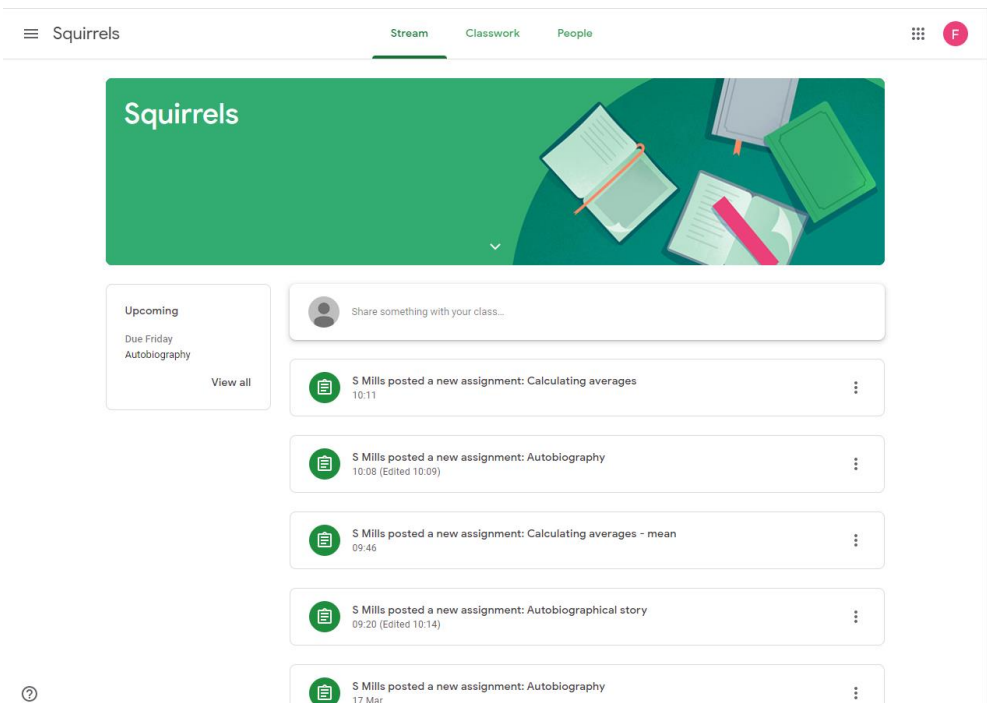 Squirrels
Stream Classwork People
F
Squirrels
Upcoming
Due Friday
Autobiography
View all
Share something with your class...
S Mills posted a new assignment: Calculating averages
10:11
S Mills posted a new assignment: Autobiography
10:08 (Edited 10:09)
S Mills posted a new assignment: Calculating averages - mean
09:46
S Mills posted a new assignment: Autobiographical story
09:20 (Edited 10:14)
S Mills posted a new assignment: Autobiography
17 Mar